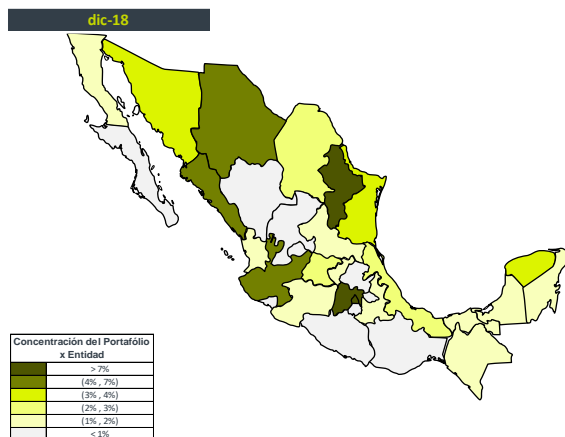 dic-18
Concentración del Portafólio
x Entidad
> 7%
(4% , 7%)
(3% , 4%)
(2% , 3%)
(1% , 2%)
< 1%